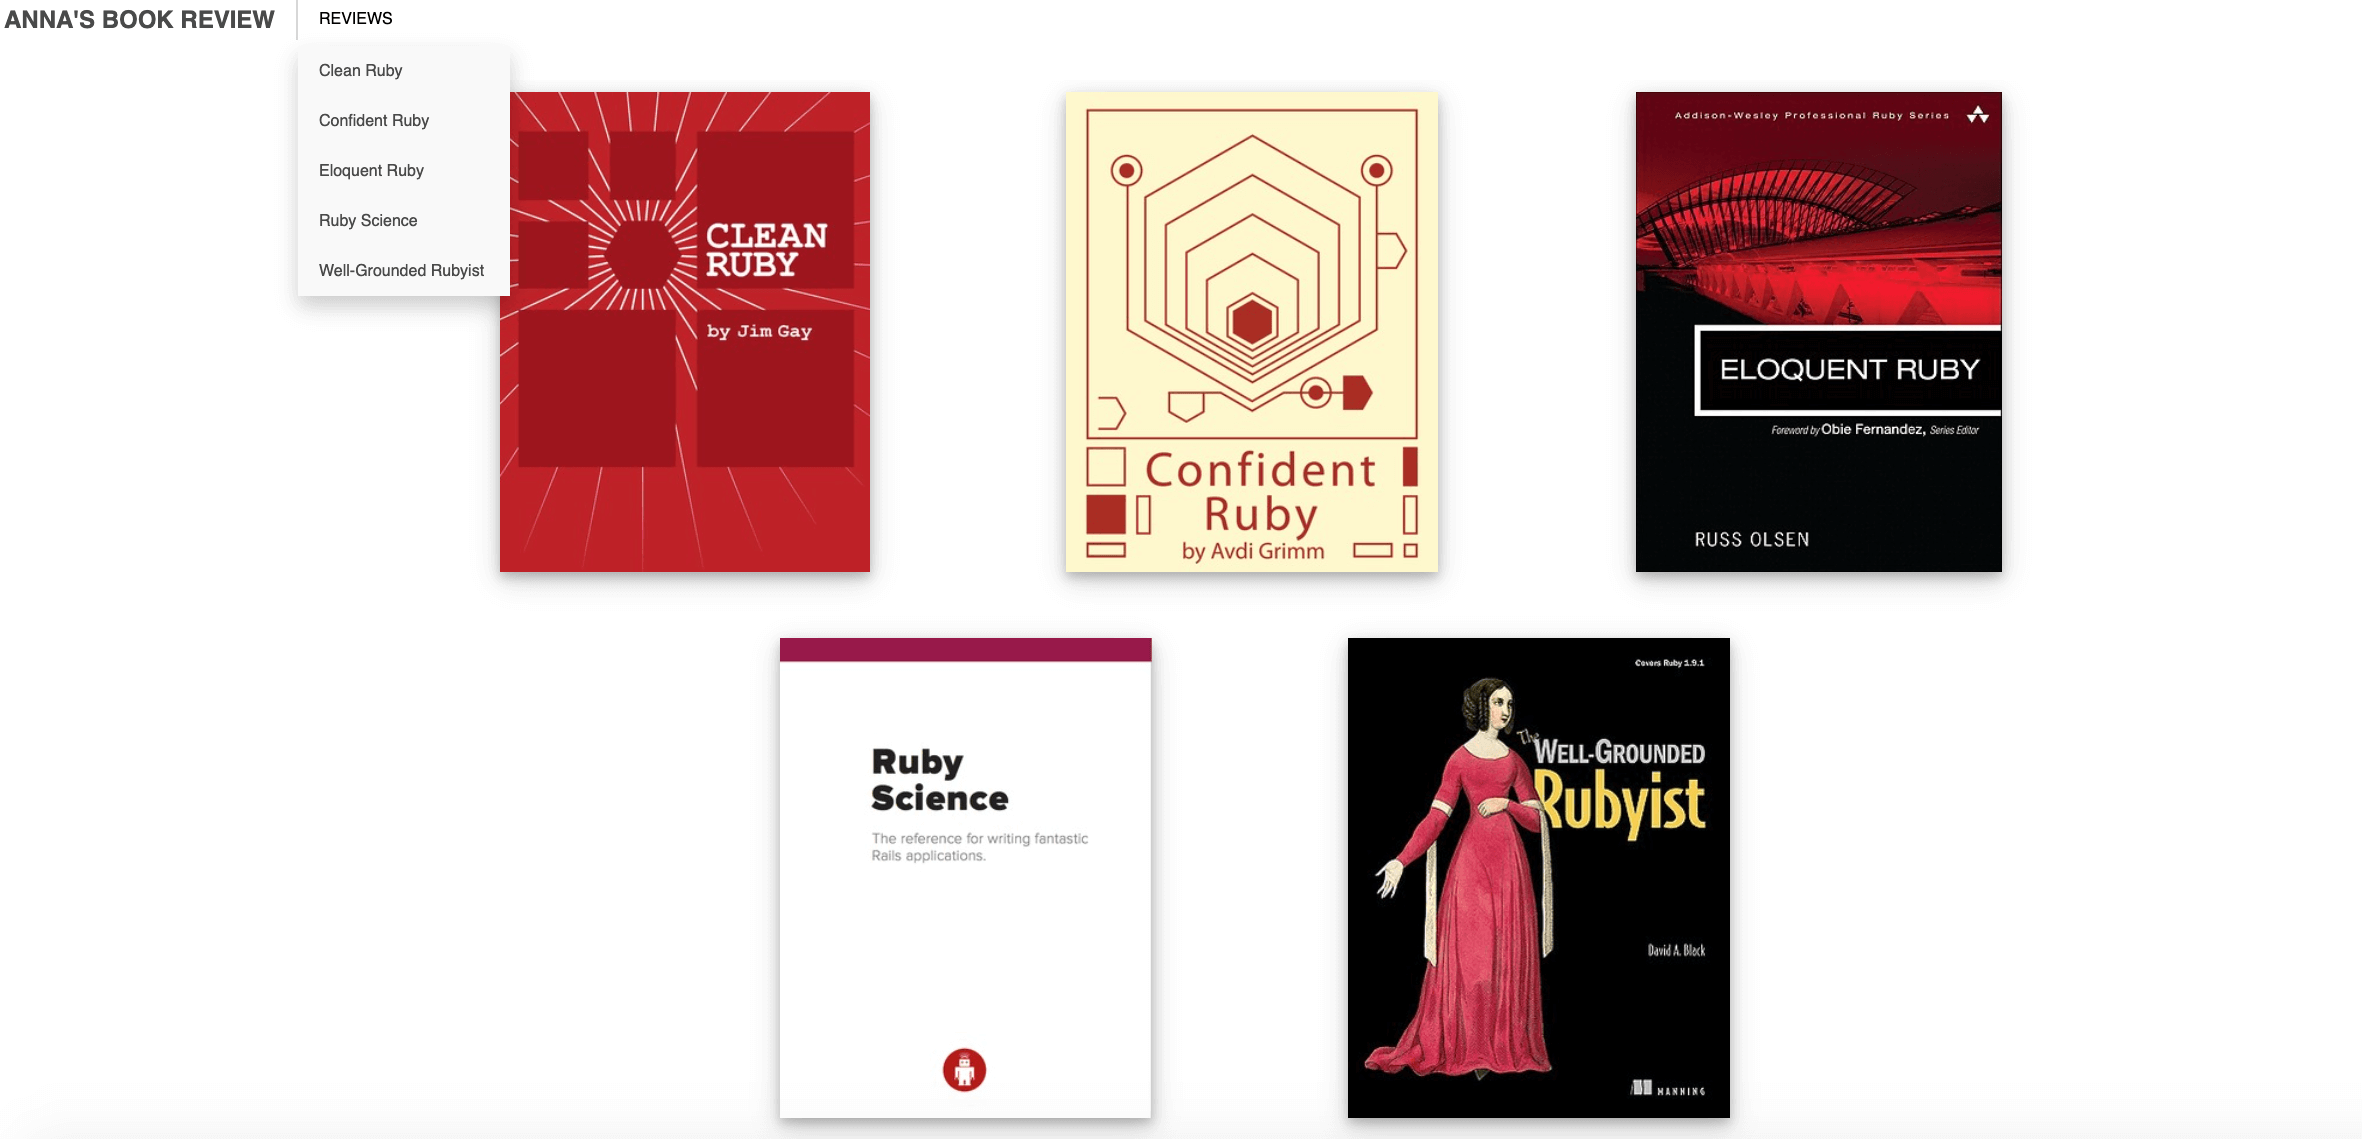 ANNA'S BOOK REVIEW
REVIEWS
Clean Ruby
Confident Ruby
Eloquent Ruby
Ruby Science
Well-Grounded Rubyist
CLEAN
RUBY
by Jim Gay
Confident
Ruby
by Avdi Grimm
Addison-Wesley Professional Ruby Series
ELOQUENT RUBY
Foreword by Obie Fernandez, Series Editor
RUSS OLSEN
Ruby
Science
The reference for writing fantastic
Rails applications.
Covers Ruby 1.9.1
The
WELL-GROUNDED
Rubyist
David A. Black
MANNING